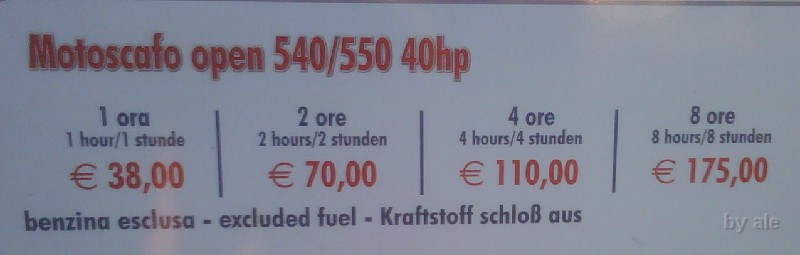 Motoscafo open 540/550 40hp
1 ora
1 hour/1 stunde
€ 38,00
2 ore
2 hours/2 stunden
€ 70,00
4 ore
4 hours/4 stunden
€ 110,00
8 ore
8 hours/8 stunden
€ 175,00
benzina esclusa - excluded fuel - Kraftstoff schloß aus
by ale